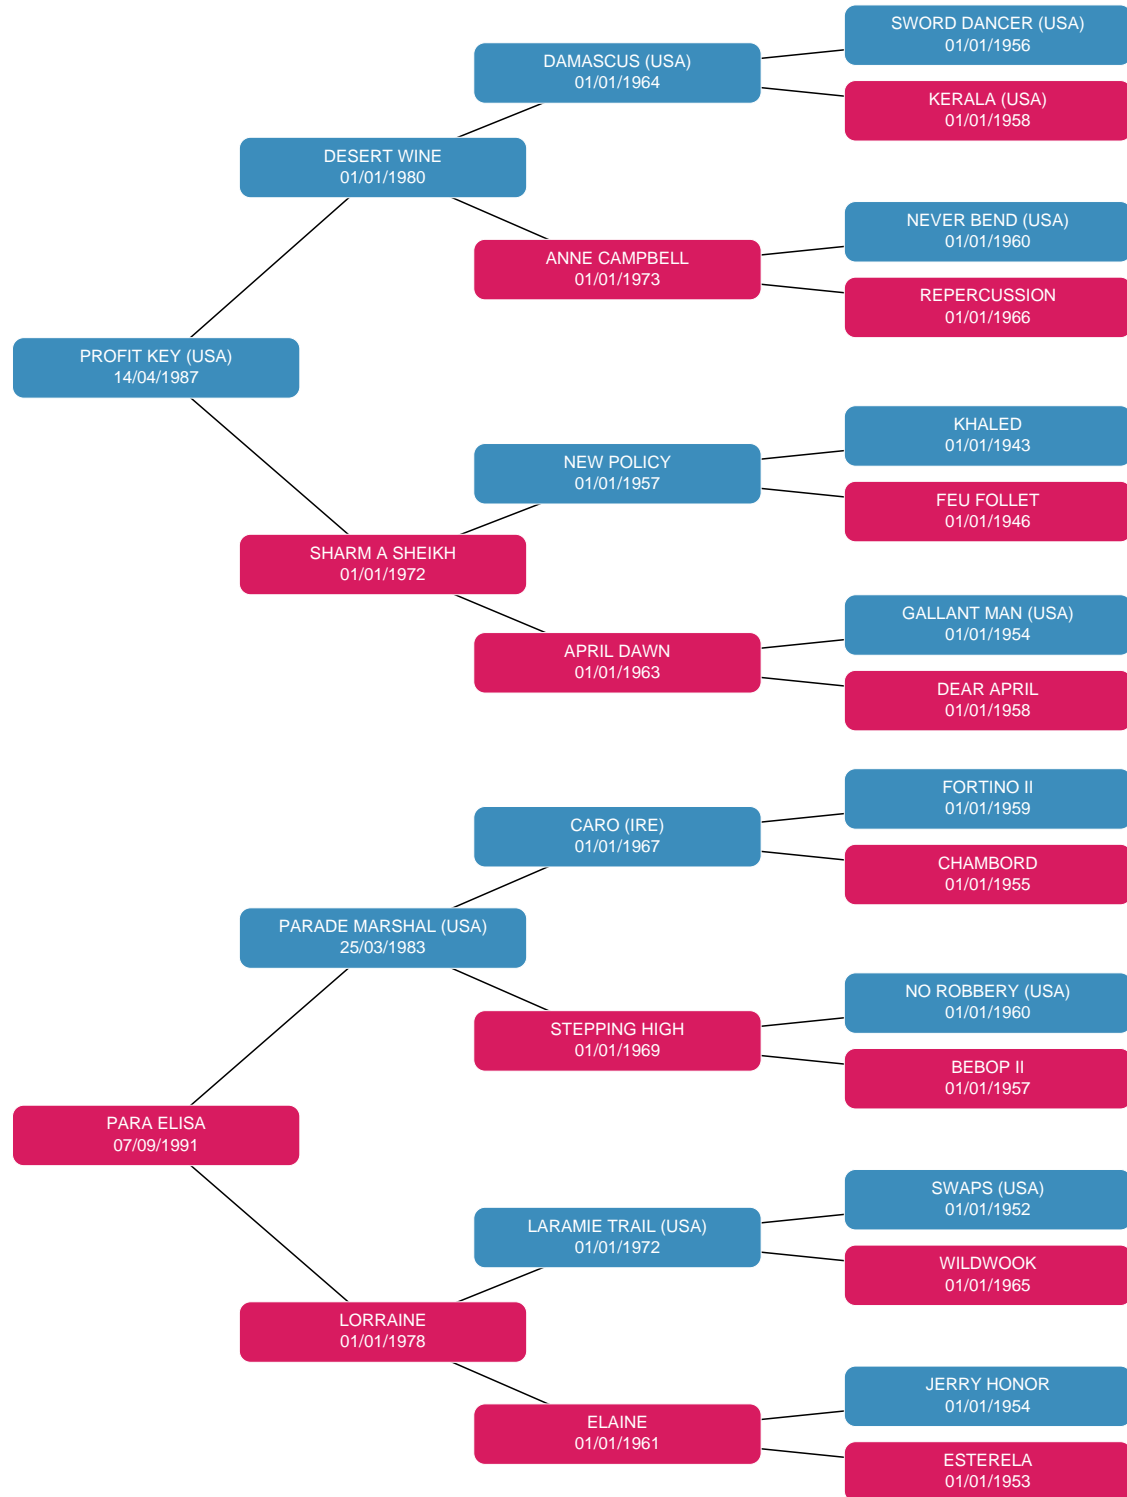 SWORD DANCER (USA)
01/01/1956
DAMASCUS (USA)
01/01/1964
KERALA (USA)
01/01/1958
DESERT WINE
01/01/1980
NEVER BEND (USA)
01/01/1960
ANNE CAMPBELL
01/01/1973
REPERCUSSION
01/01/1966
PROFIT KEY (USA)
14/04/1987
KHALED
01/01/1943
NEW POLICY
01/01/1957
FEU FOLLET
01/01/1946
SHARM A SHEIKH
01/01/1972
GALLANT MAN (USA)
01/01/1954
APRIL DAWN
01/01/1963
DEAR APRIL
01/01/1958
FORTINO II
01/01/1959
CARO (IRE)
01/01/1967
CHAMBORD
01/01/1955
PARADE MARSHAL (USA)
25/03/1983
NO ROBBERY (USA)
01/01/1960
STEPPING HIGH
01/01/1969
BEBOP II
01/01/1957
PARA ELISA
07/09/1991
SWAPS (USA)
01/01/1952
LARAMIE TRAIL (USA)
01/01/1972
WILDWOOK
01/01/1965
LORRAINE
01/01/1978
JERRY HONOR
01/01/1954
ELAINE
01/01/1961
ESTERELA
01/01/1953